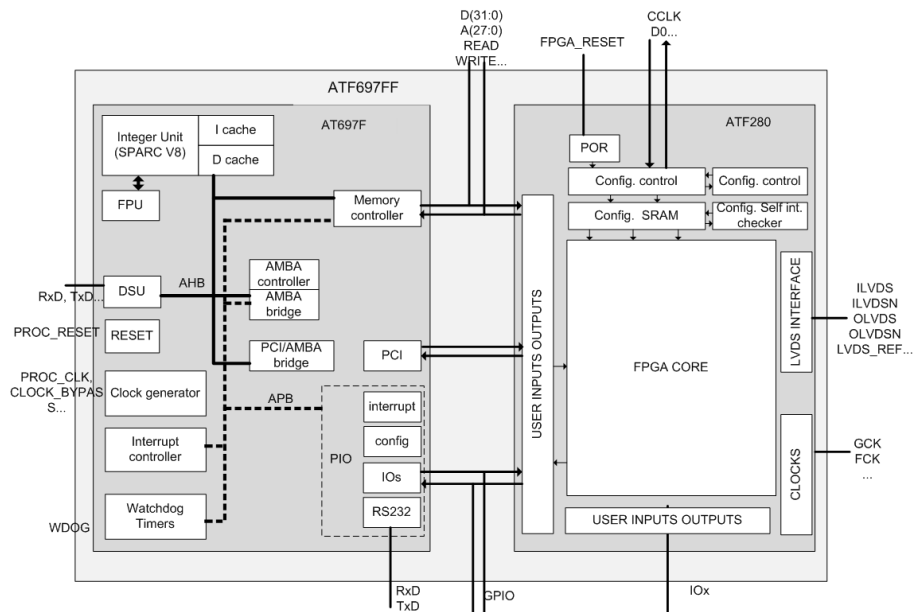 D(31:0)
A(27:0)
READ
WRITE...
FPGA_RESET
CCLK
D0...
ATF697FF
AT697F
ATF280
Integer Unit
(SPARC V8)
I cache
D cache
FPU
Memory
controller
POR
Config. control
Config. control
Config. SRAM
Config. Self int.
checker
RxD, TxD...
DSU
AHB
AMBA
controller
AMBA
bridge
PROC_RESET
RESET
PCI/AMBA
bridge
PCI
USER INPUTS OUTPUTS
FPGA CORE
LVDS INTERFACE
ILVDS
ILVDSN
OLVDS
OLVDSN
LVDS_REF...
PROC_CLK,
CLOCK_BYPAS
S...
Clock generator
APB
interrupt
config
PIO
IOs
RS232
Interrupt
controller
WDOG
Watchdog
Timers
CLOCKS
GCK
FCK
...
USER INPUTS OUTPUTS
RxD
TxD
GPIO
IOx